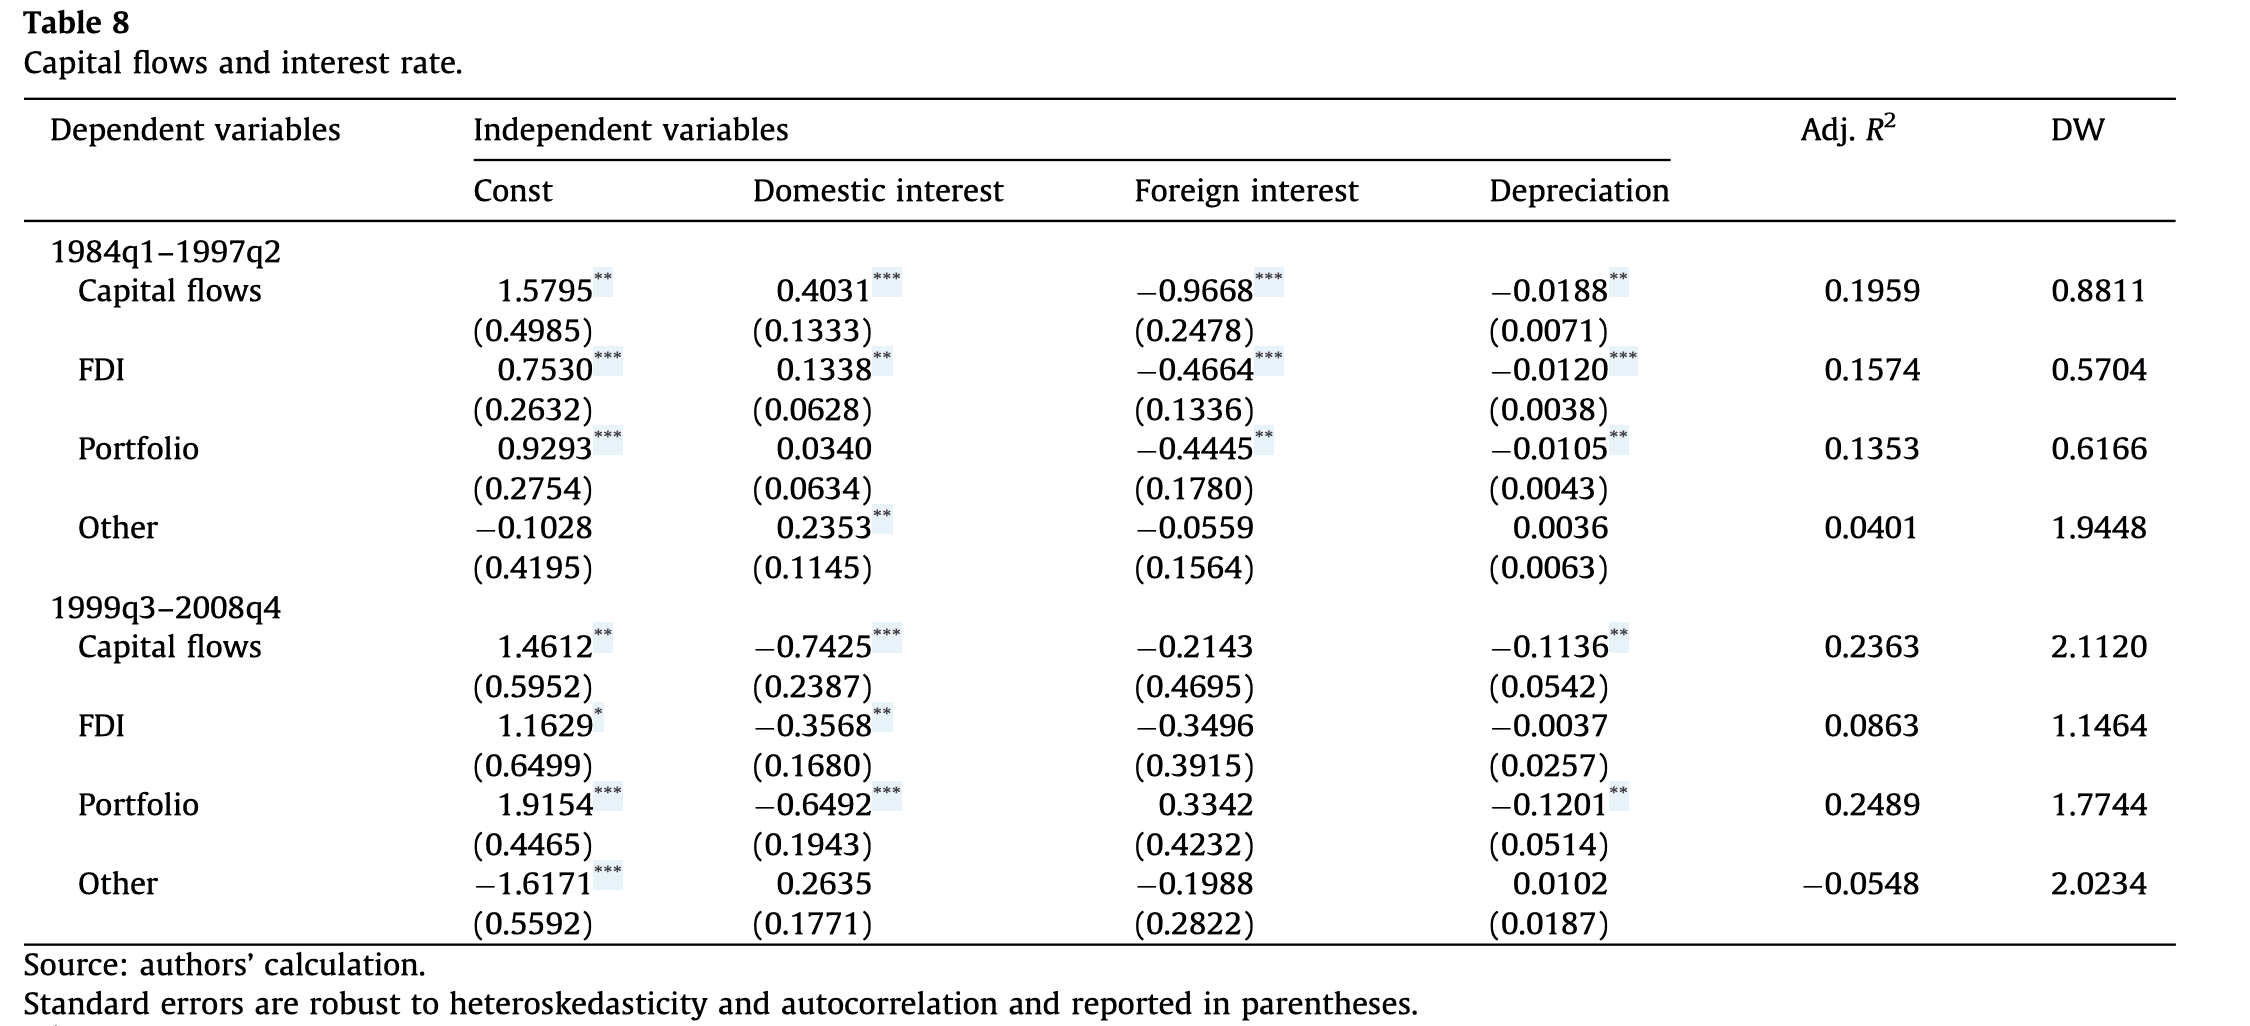 Table 8
Capital flows and interest rate.
Dependent variables Independent variables Adj. R² DW
Const Domestic interest Foreign interest Depreciation
1984q1–1997q2
Capital flows 1.5795** 0.4031*** −0.9668*** −0.0188** 0.1959 0.8811
(0.4985) (0.1333) (0.2478) (0.0071)
FDI 0.7530*** 0.1338** −0.4664*** −0.0120*** 0.1574 0.5704
(0.2632) (0.0628) (0.1336) (0.0038)
Portfolio 0.9293*** 0.0340 −0.4445** −0.0105** 0.1353 0.6166
(0.2754) (0.0634) (0.1780) (0.0043)
Other −0.1028 0.2353** −0.0559 0.0036 0.0401 1.9448
(0.4195) (0.1145) (0.1564) (0.0063)
1999q3–2008q4
Capital flows 1.4612** −0.7425*** −0.2143 −0.1136** 0.2363 2.1120
(0.5952) (0.2387) (0.4695) (0.0542)
FDI 1.1629* −0.3568** −0.3496 −0.0037 0.0863 1.1464
(0.6499) (0.1680) (0.3915) (0.0257)
Portfolio 1.9154*** −0.6492*** 0.3342 −0.1201** 0.2489 1.7744
(0.4465) (0.1943) (0.4232) (0.0514)
Other −1.6171*** 0.2635 −0.1988 0.0102 −0.0548 2.0234
(0.5592) (0.1771) (0.2822) (0.0187)
Source: authors’ calculation.
Standard errors are robust to heteroskedasticity and autocorrelation and reported in parentheses.